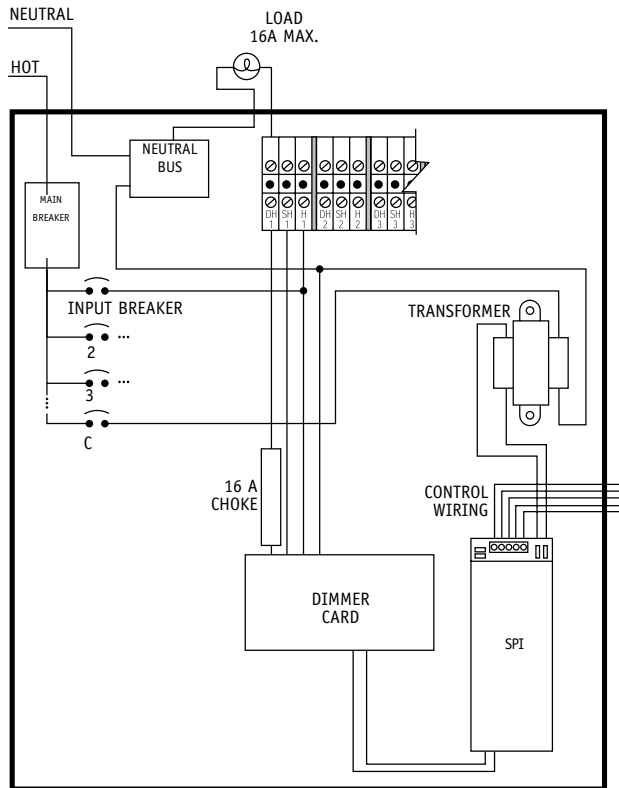 NEUTRAL
LOAD
16A MAX.
HOT
NEUTRAL
BUS
MAIN
BREAKER
DH 1
SH 1
H 1
DH 2
SH 2
H 2
DH 3
SH 3
H 3
INPUT BREAKER
TRANSFORMER
2 ...
3 ...
C
16 A
CHOKE
CONTROL
WIRING
DIMMER
CARD
SPI